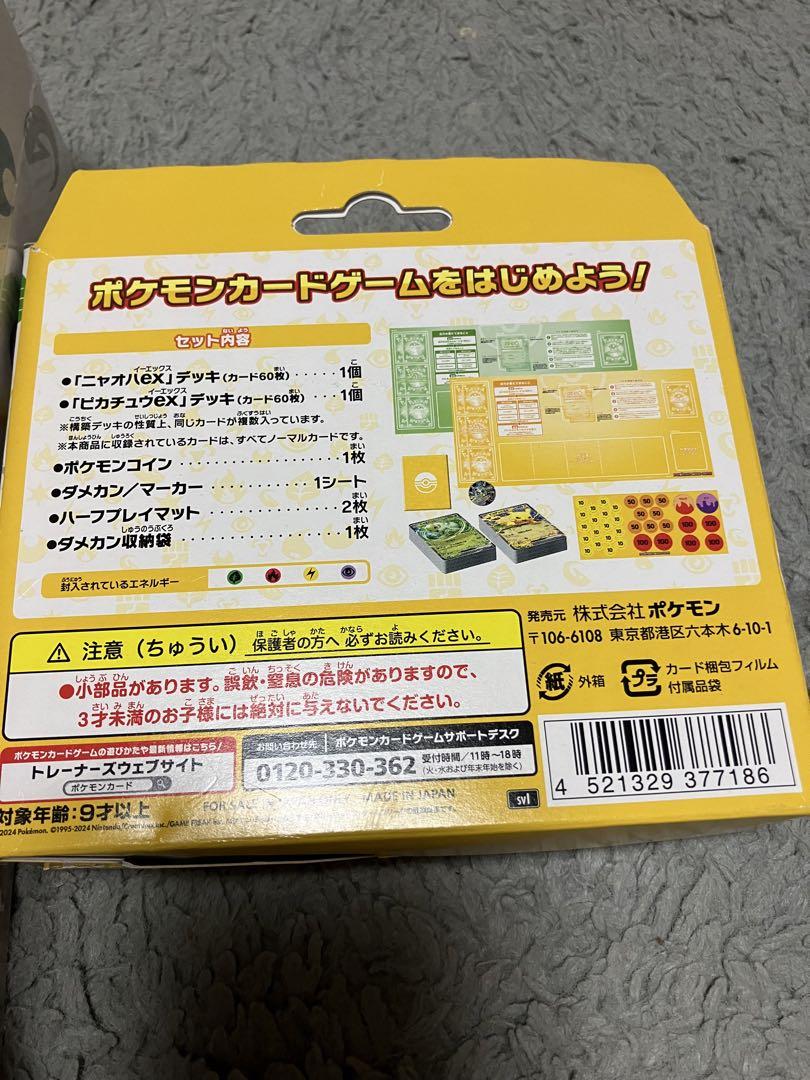 ポケモンカードゲームをはじめよう!
セット内容
●「ニャオハex」デッキ(カード60枚)・・・・・1個
●「ピカチュウex」デッキ(カード60枚)・・・・1個
※構築デッキの性質上、同じカードが複数入っています。
※本商品に収録されているカードは、すべてノーマルカードです。
●ポケモンコイン・・・・・・・・・・・・1枚
●ダメカン/マーカー・・・・・・・・1シート
●ハーフプレイマット・・・・・・・・・・2枚
●ダメカン収納袋・・・・・・・・・・・・1枚
封入されているエネルギー
発売元 株式会社ポケモン
〒106-6108 東京都港区六本木6-10-1
注意(ちゅうい) 保護者の方へ 必ずお読みください。
●小部品があります。誤飲・窒息の危険がありますので、
3才未満のお子様には絶対に与えないでください。
紙 外箱
プラ カード梱包フィルム
付属品袋
ポケモンカードゲームの遊びかたや最新情報はこちら!
トレーナーズウェブサイト
ポケモンカード
お問い合わせ先 ポケモンカードゲームサポートデスク
0120-330-362 受付時間/11時~18時
(火・水および年末年始を除く)
4 521329 377186
対象年齢:9才以上
MADE IN JAPAN
svI
2024 Pokémon. ©1995-2024 Nintendo/Creatures Inc./GAME FREAK inc.